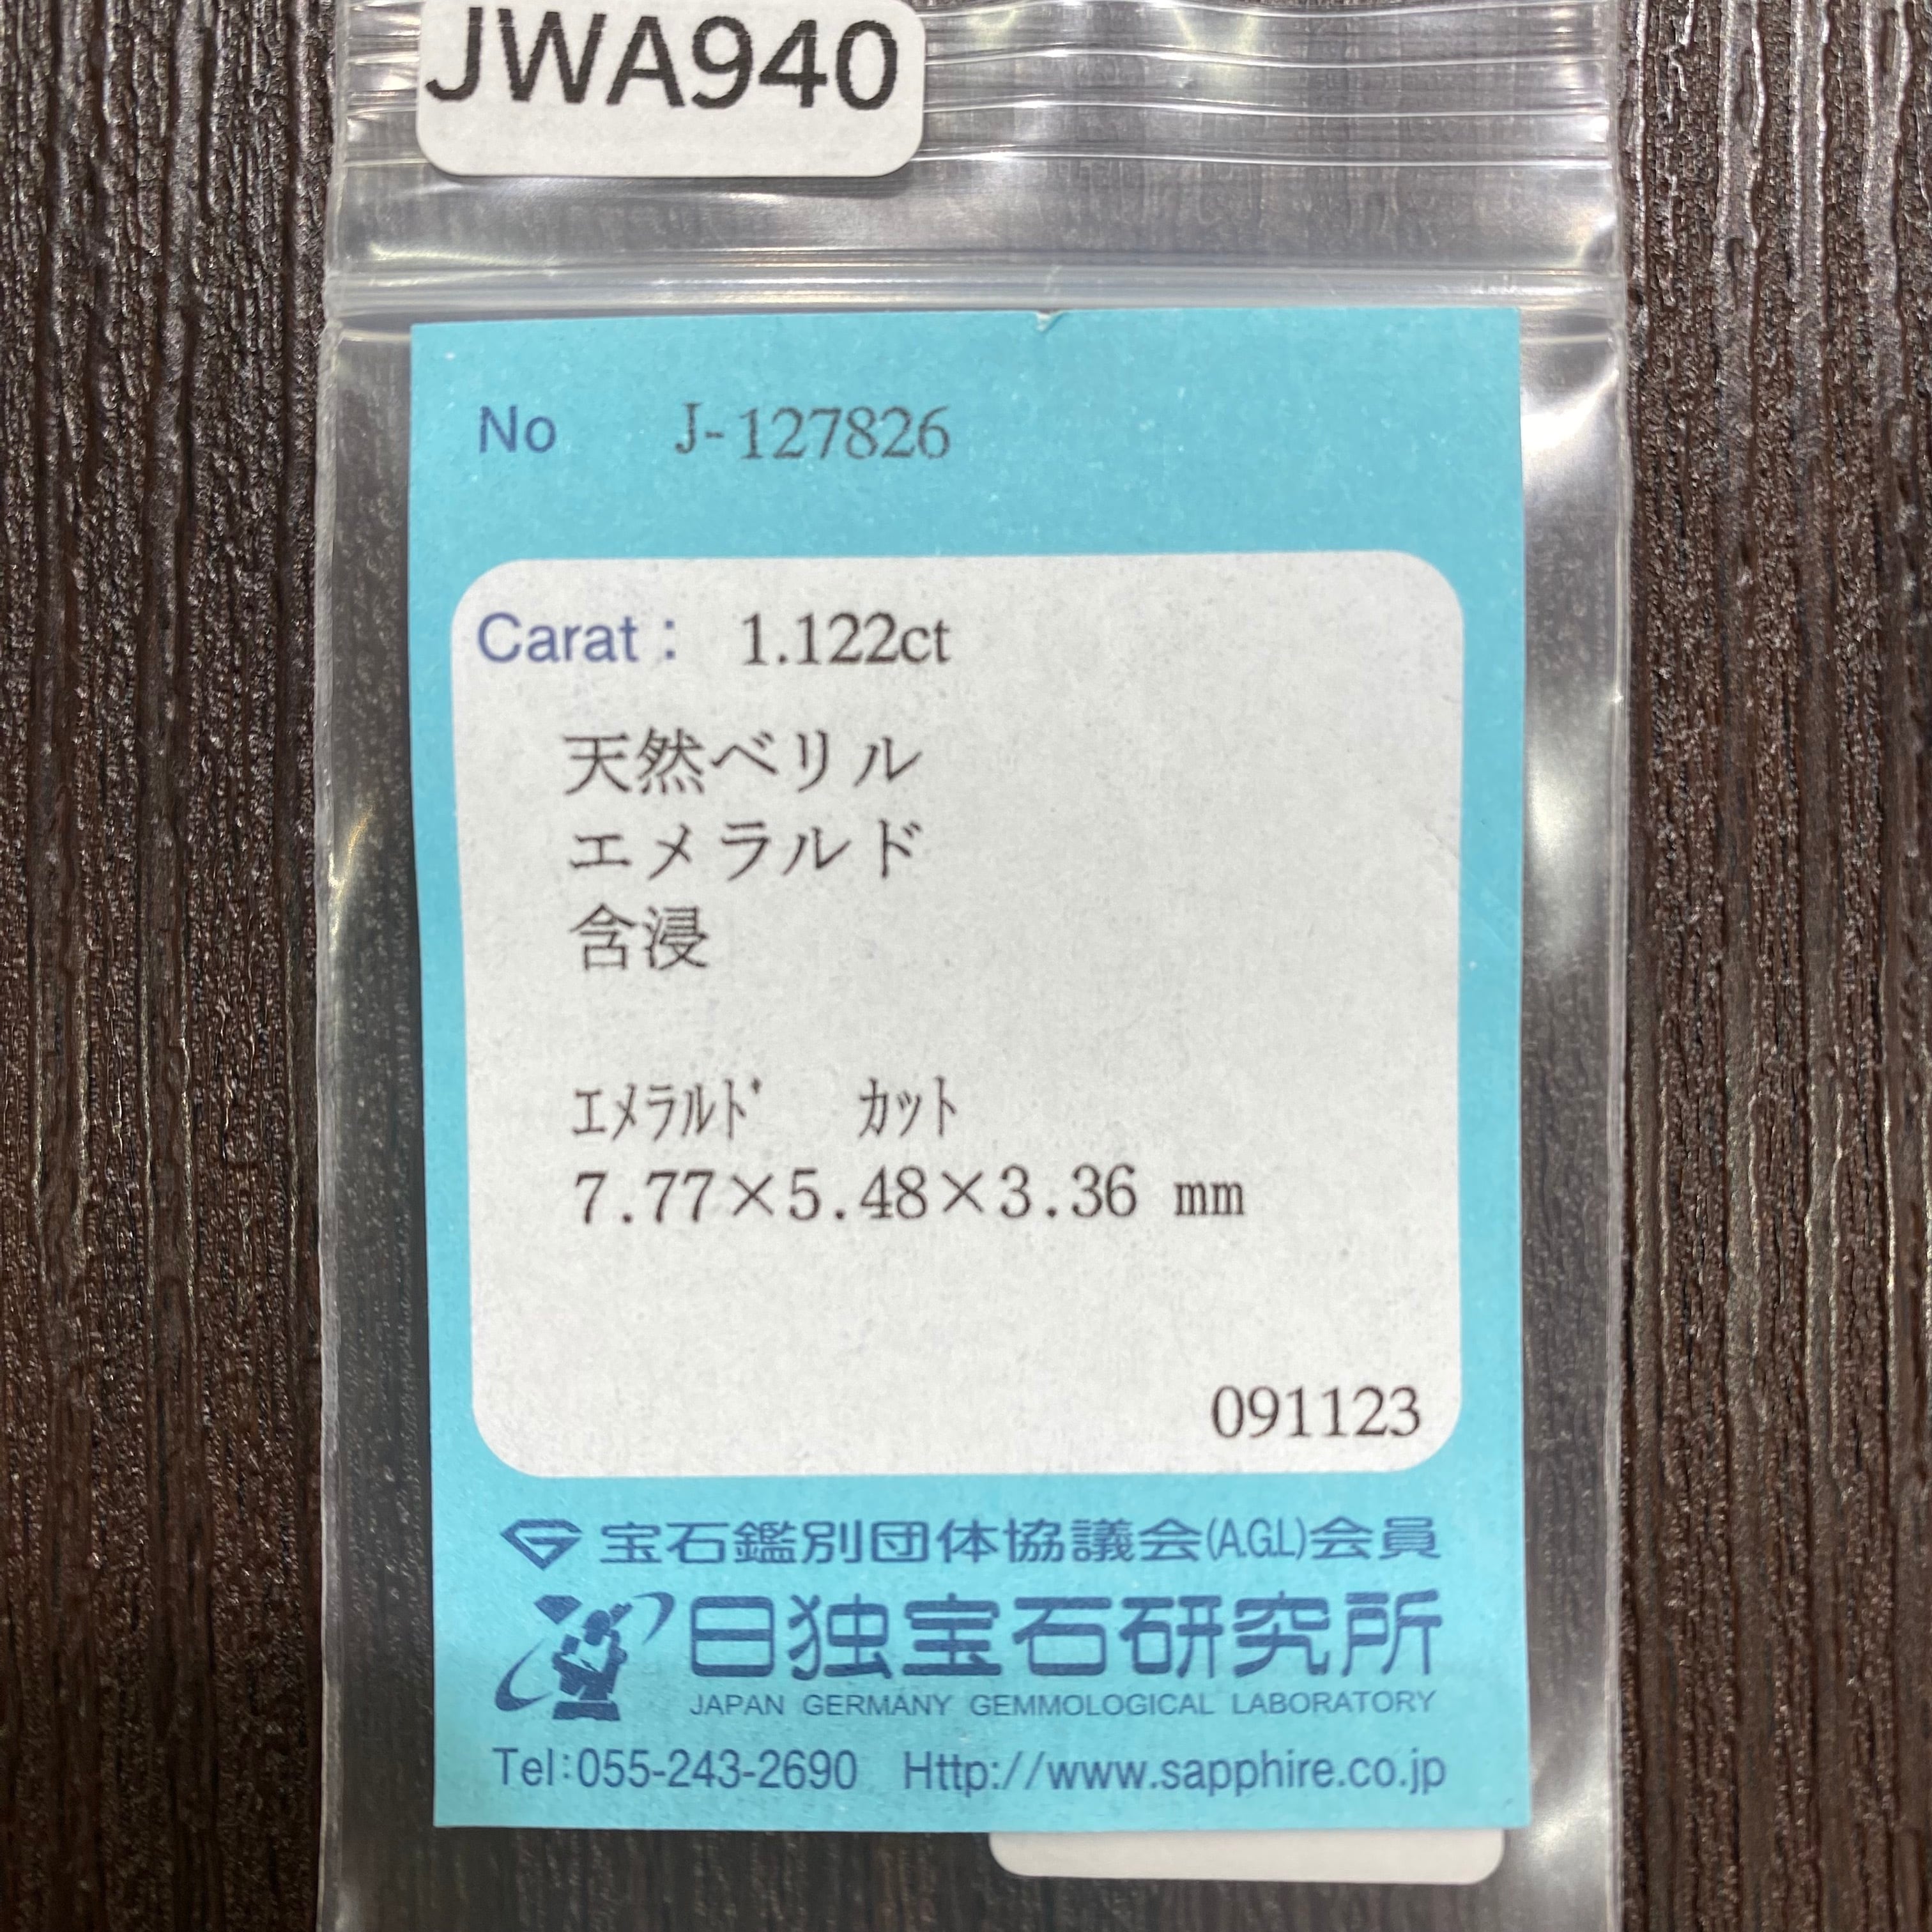 JWA940
No J-127826
Carat : 1.122ct
天然ベリル
エメラルド
含浸
ｴﾒﾗﾙﾄﾞ ｶｯﾄ
7.77×5.48×3.36 mm
091123
宝石鑑別団体協議会(A.G.L)会員
日独宝石研究所
JAPAN GERMANY GEMMOLOGICAL LABORATORY
Tel:055-243-2690 Http://www.sapphire.co.jp